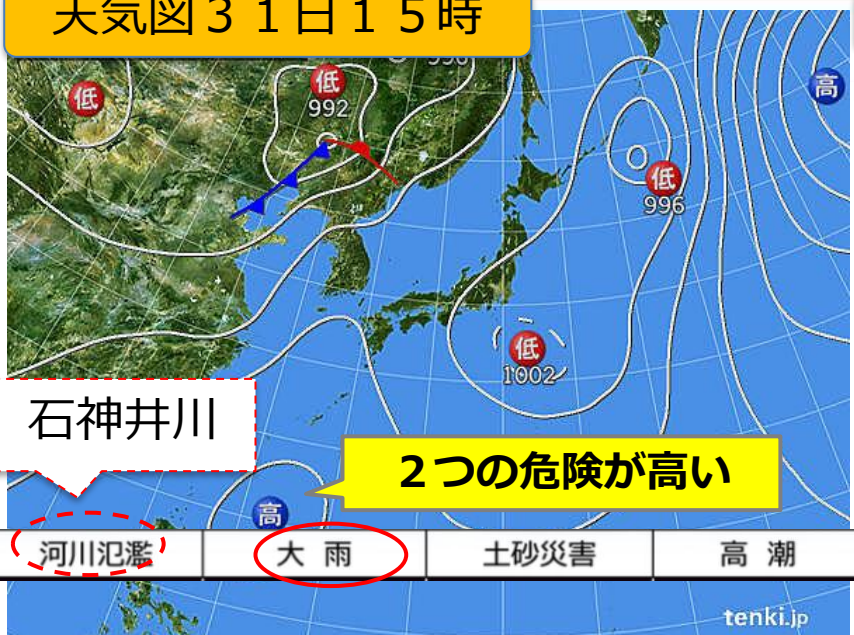 天気図３１日１５時
低
低
992
996
高
低
996
低
1002
石神井川
２つの危険が高い
高
河川氾濫
大 雨
土砂災害
高 潮
tenki.jp